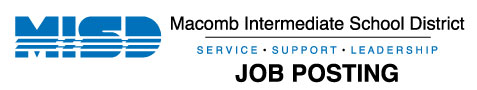 MISD
Macomb Intermediate School District
SERVICE • SUPPORT • LEADERSHIP
JOB POSTING